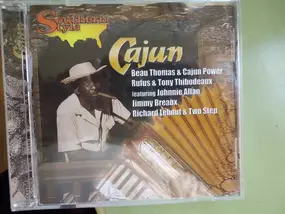 Southern
Style
Cajun
Beau Thomas & Cajun Power
Rufus & Tony Thibodeaux
featuring Johnnie Allan
Jimmy Breaux
Richard Lebouf & Two Step